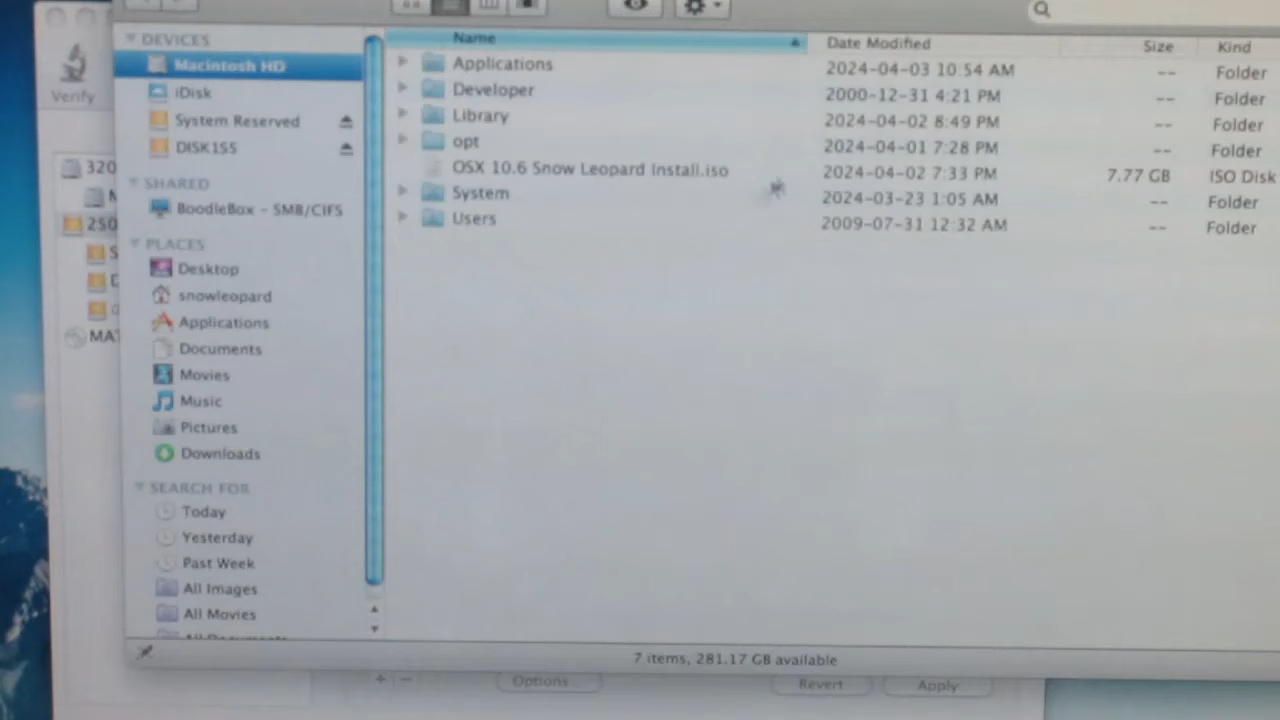 Name
Date Modified
Size
Kind
DEVICES
Macintosh HD
iDisk
System Reserved
DISK155
SHARED
BoodleBox - SMB/CIFS
PLACES
Desktop
snowleopard
Applications
Documents
Movies
Music
Pictures
Downloads
SEARCH FOR
Today
Yesterday
Past Week
All Images
All Movies
Applications 2024-04-03 10:54 AM -- Folder
Developer 2000-12-31 4:21 PM -- Folder
Library 2024-04-02 8:49 PM -- Folder
opt 2024-04-01 7:28 PM -- Folder
OSX 10.6 Snow Leopard Install.iso 2024-04-02 7:33 PM 7.77 GB ISO Disk
System 2024-03-23 1:05 AM -- Folder
Users 2009-07-31 12:32 AM -- Folder
7 items, 281.17 GB available
Verify
320
250
MAT
Options
Revert
Apply